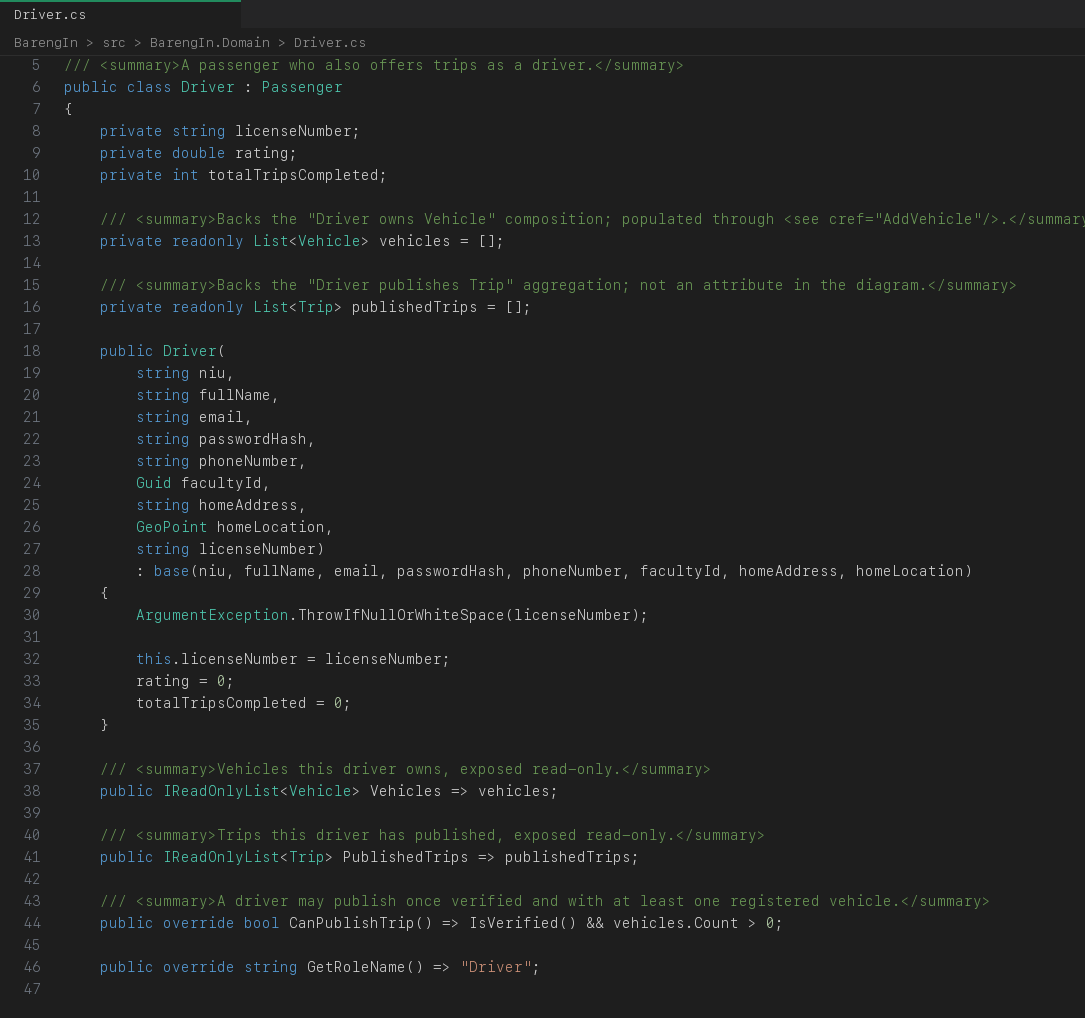 Driver.cs
BarengIn > src > BarengIn.Domain > Driver.cs
5 /// <summary>A passenger who also offers trips as a driver.</summary>
6 public class Driver : Passenger
7 {
8     private string licenseNumber;
9     private double rating;
10     private int totalTripsCompleted;
11
12     /// <summary>Backs the "Driver owns Vehicle" composition; populated through <see cref="AddVehicle"/>.</summary
13     private readonly List<Vehicle> vehicles = [];
14
15     /// <summary>Backs the "Driver publishes Trip" aggregation; not an attribute in the diagram.</summary>
16     private readonly List<Trip> publishedTrips = [];
17
18     public Driver(
19         string niu,
20         string fullName,
21         string email,
22         string passwordHash,
23         string phoneNumber,
24         Guid facultyId,
25         string homeAddress,
26         GeoPoint homeLocation,
27         string licenseNumber)
28         : base(niu, fullName, email, passwordHash, phoneNumber, facultyId, homeAddress, homeLocation)
29     {
30         ArgumentException.ThrowIfNullOrWhiteSpace(licenseNumber);
31
32         this.licenseNumber = licenseNumber;
33         rating = 0;
34         totalTripsCompleted = 0;
35     }
36
37     /// <summary>Vehicles this driver owns, exposed read-only.</summary>
38     public IReadOnlyList<Vehicle> Vehicles => vehicles;
39
40     /// <summary>Trips this driver has published, exposed read-only.</summary>
41     public IReadOnlyList<Trip> PublishedTrips => publishedTrips;
42
43     /// <summary>A driver may publish once verified and with at least one registered vehicle.</summary>
44     public override bool CanPublishTrip() => IsVerified() && vehicles.Count > 0;
45
46     public override string GetRoleName() => "Driver";
47